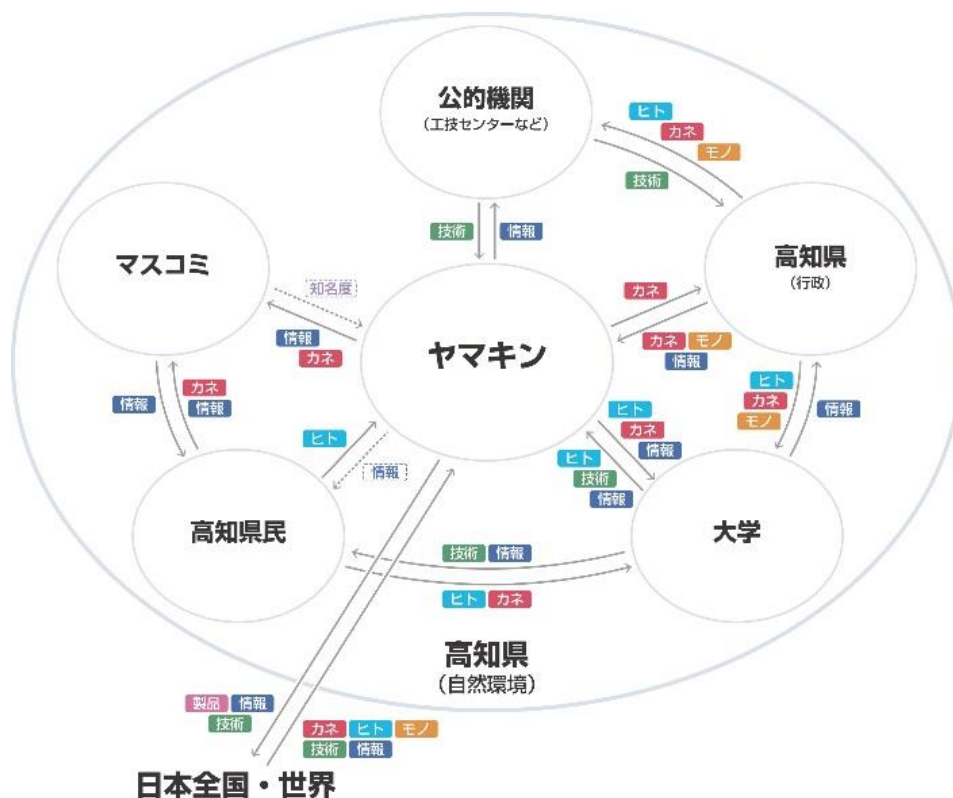 公的機関
（工技センターなど）
ヒト
カネ
モノ
技術
技術
情報
マスコミ
高知県
（行政）
知名度
カネ
情報
カネ
ヤマキン
カネ モノ
情報
情報
カネ
情報
ヒト
カネ
モノ
情報
ヒト
情報
ヒト
カネ
情報
ヒト
技術
情報
高知県民
大学
技術 情報
ヒト カネ
高知県
（自然環境）
製品 情報
技術
カネ ヒト モノ
技術 情報
日本全国・世界